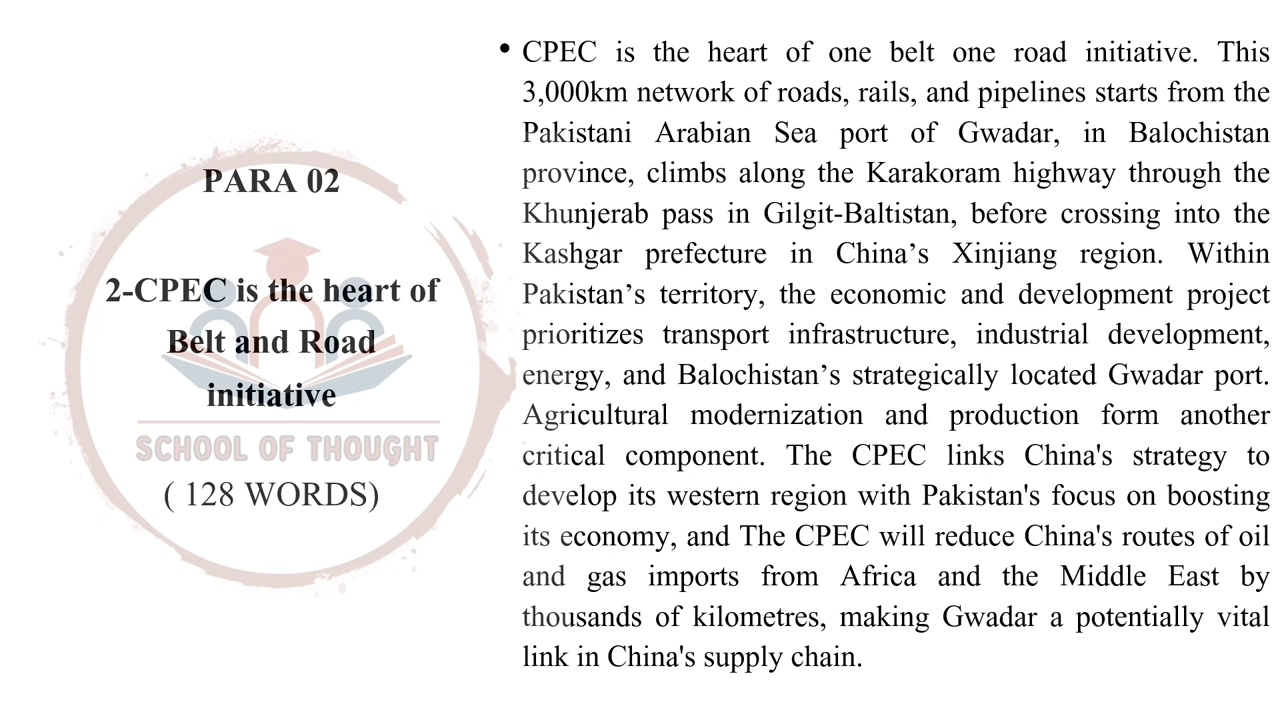 PARA 02
2-CPEC is the heart of
Belt and Road
initiative
SCHOOL OF THOUGHT
( 128 WORDS)
• CPEC is the heart of one belt one road initiative. This
3,000km network of roads, rails, and pipelines starts from the
Pakistani Arabian Sea port of Gwadar, in Balochistan
province, climbs along the Karakoram highway through the
Khunjerab pass in Gilgit-Baltistan, before crossing into the
Kashgar prefecture in China’s Xinjiang region. Within
Pakistan’s territory, the economic and development project
prioritizes transport infrastructure, industrial development,
energy, and Balochistan’s strategically located Gwadar port.
Agricultural modernization and production form another
critical component. The CPEC links China's strategy to
develop its western region with Pakistan's focus on boosting
its economy, and The CPEC will reduce China's routes of oil
and gas imports from Africa and the Middle East by
thousands of kilometres, making Gwadar a potentially vital
link in China's supply chain.